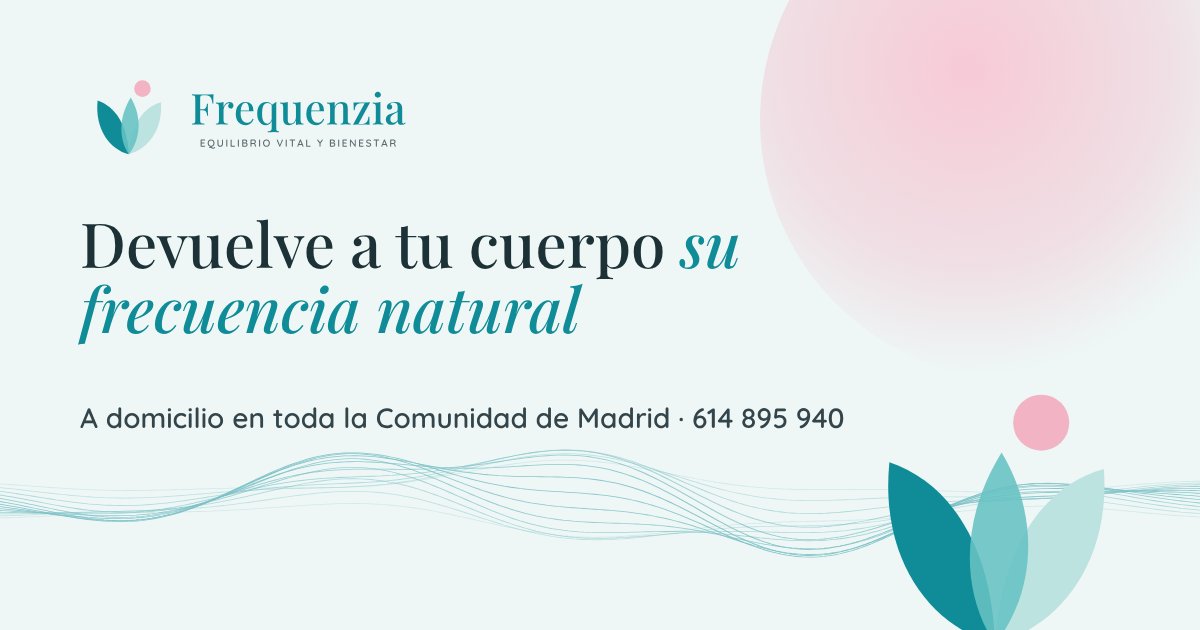 Frequenzia
EQUILIBRIO VITAL Y BIENESTAR
Devuelve a tu cuerpo su
frecuencia natural
A domicilio en toda la Comunidad de Madrid · 614 895 940